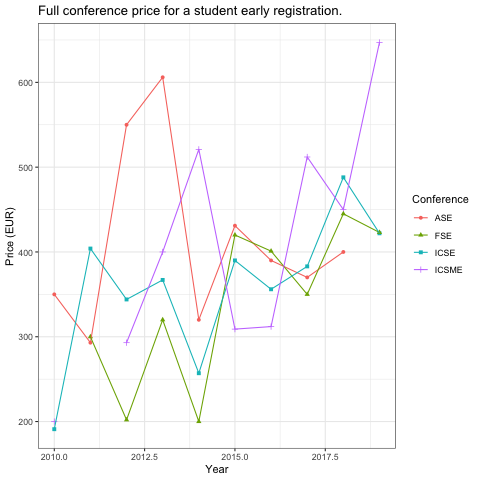 Full conference price for a student early registration.
600
500
400
300
200
Price (EUR)
2010.0 2012.5 2015.0 2017.5
Year
Conference
ASE
FSE
ICSE
ICSME